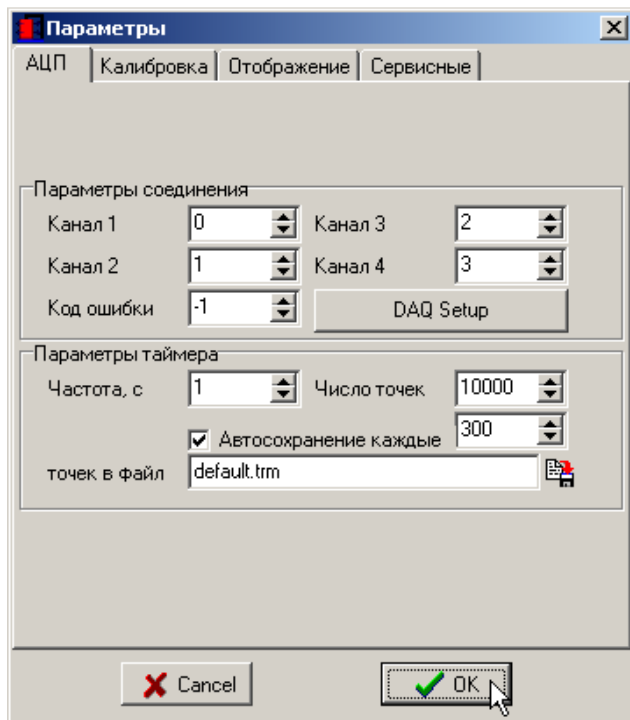 Параметры
АЦП Калибровка Отображение Сервисные
Параметры соединения
Канал 1 0 Канал 3 2
Канал 2 1 Канал 4 3
Код ошибки -1 DAQ Setup
Параметры таймера
Частота, с 1 Число точек 10000
Автосохранение каждые 300
точек в файл default.trm
Cancel OK